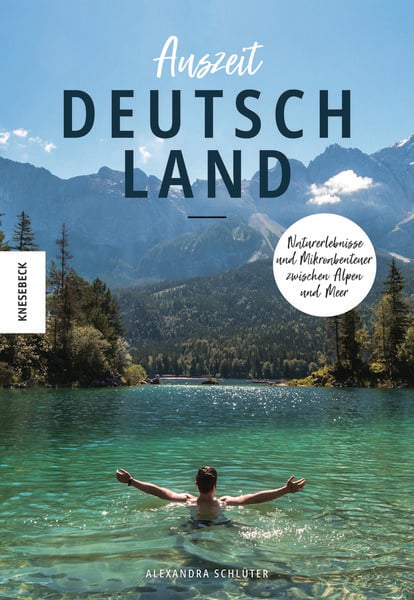 Auszeit
DEUTSCH
LAND
Naturerlebnisse
und Mikroabenteuer
zwischen Alpen
und Meer
KNESEBECK
ALEXANDRA SCHLÜTER